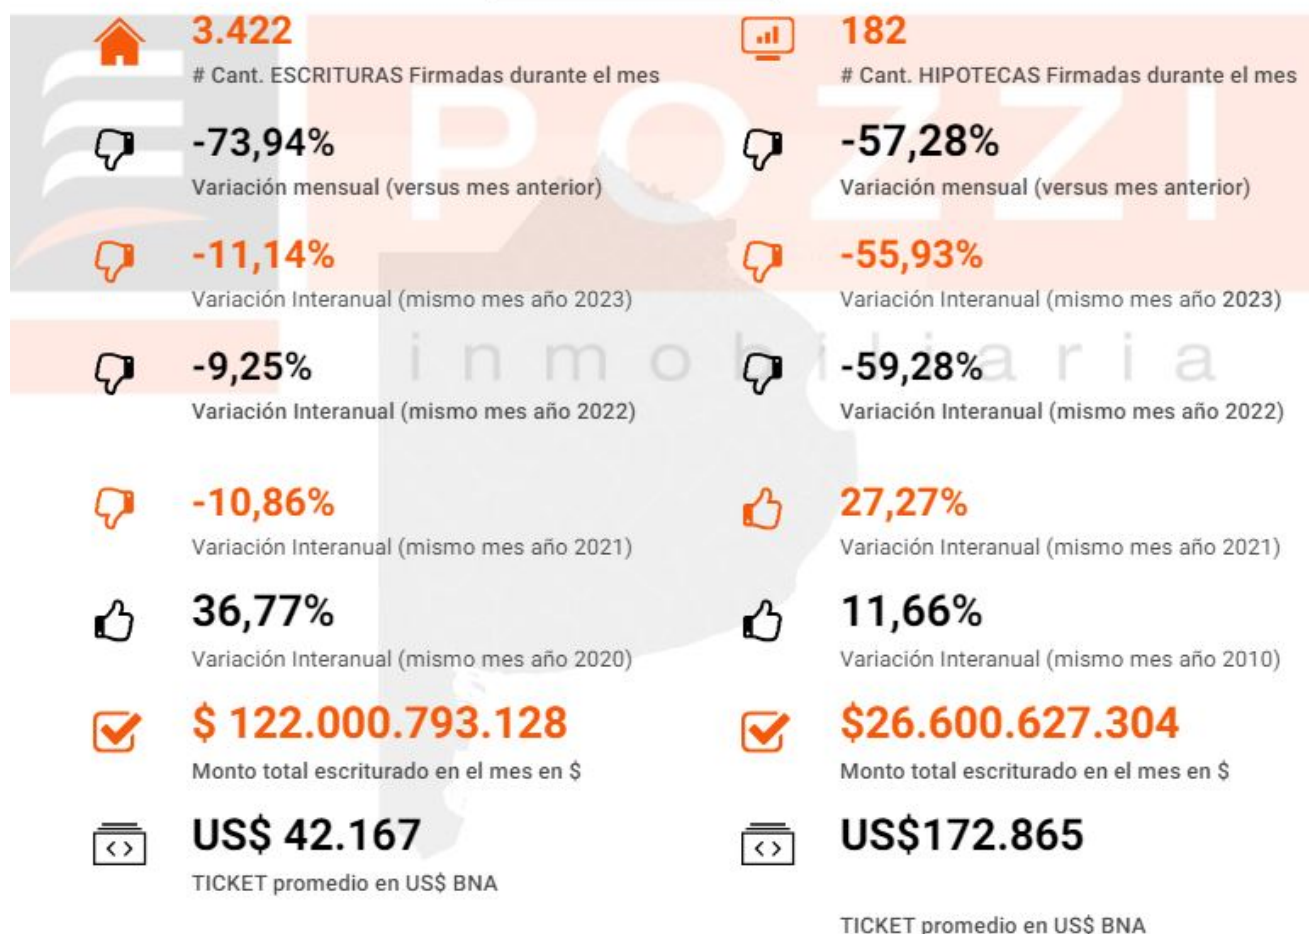 POZZI
inmobiliaria
3.422
# Cant. ESCRITURAS Firmadas durante el mes
-73,94%
Variación mensual (versus mes anterior)
-11,14%
Variación Interanual (mismo mes año 2023)
-9,25%
Variación Interanual (mismo mes año 2022)
-10,86%
Variación Interanual (mismo mes año 2021)
36,77%
Variación Interanual (mismo mes año 2020)
$ 122.000.793.128
Monto total escriturado en el mes en $
US$ 42.167
TICKET promedio en US$ BNA
182
# Cant. HIPOTECAS Firmadas durante el mes
-57,28%
Variación mensual (versus mes anterior)
-55,93%
Variación Interanual (mismo mes año 2023)
-59,28%
Variación Interanual (mismo mes año 2022)
27,27%
Variación Interanual (mismo mes año 2021)
11,66%
Variación Interanual (mismo mes año 2010)
$26.600.627.304
Monto total escriturado en el mes en $
US$172.865
TICKET promedio en US$ BNA